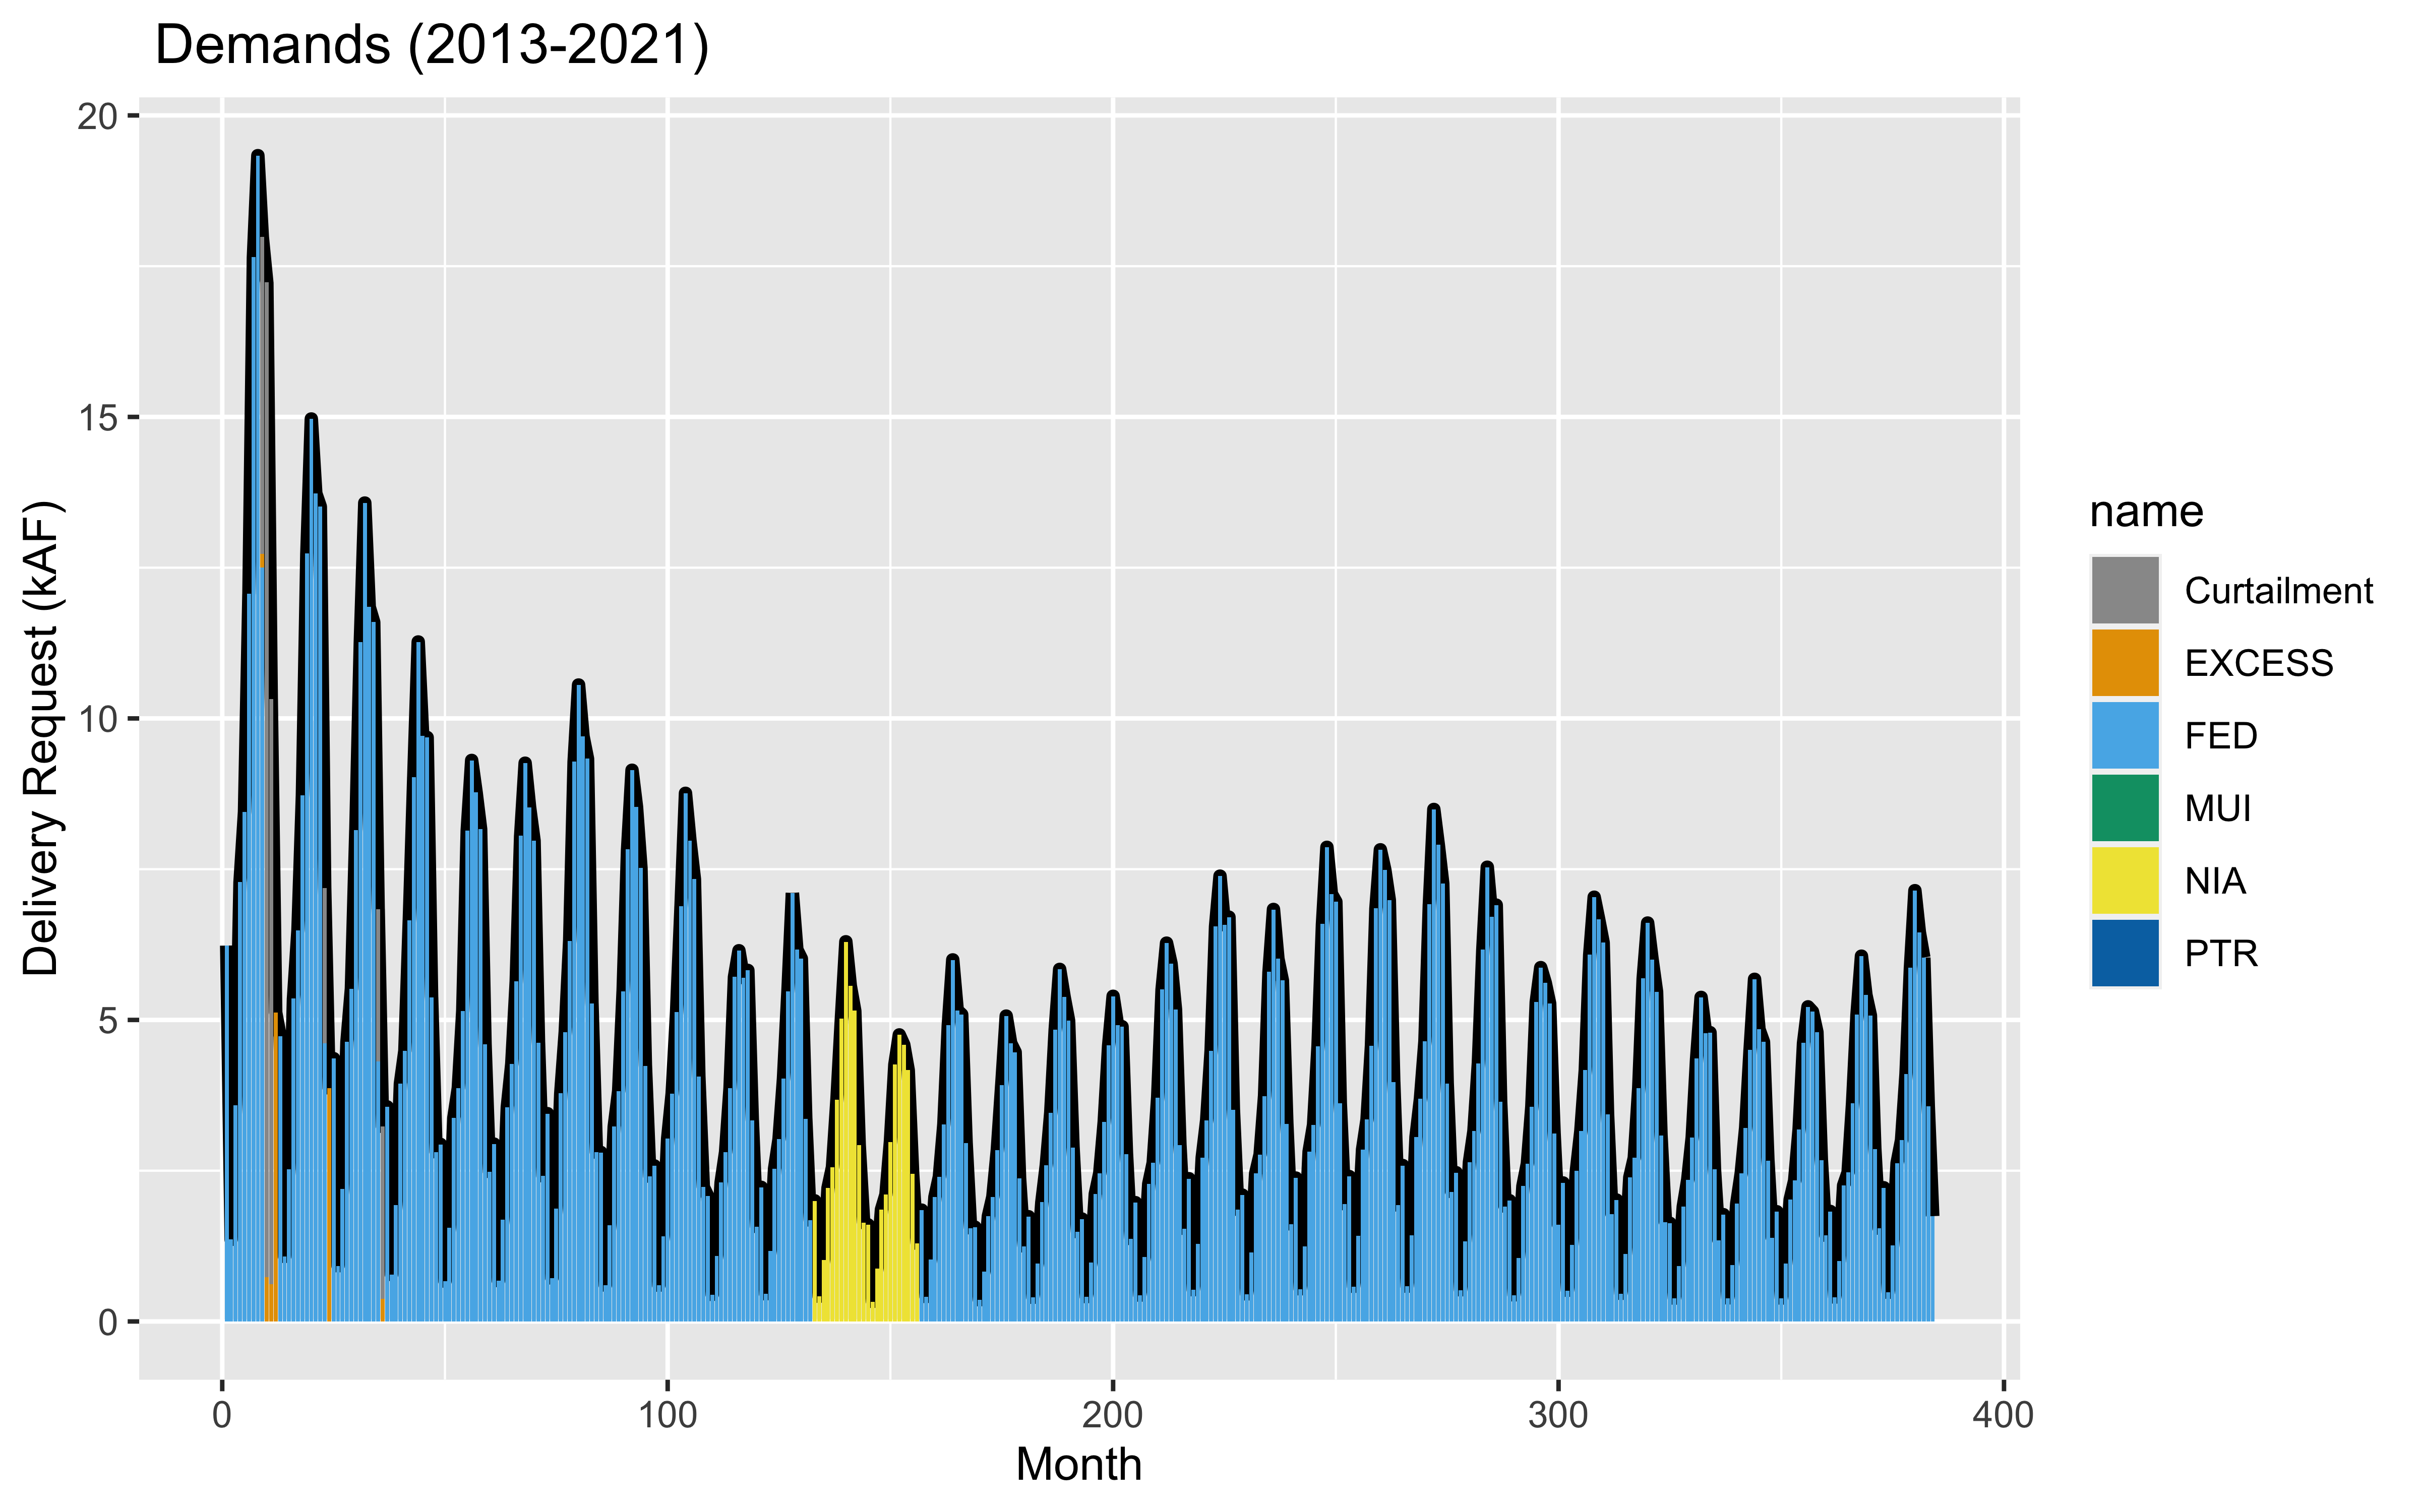 Demands (2013-2021)
Delivery Request (kAF)
20
15
10
5
0
0 100 200 300 400
Month
name
Curtailment
EXCESS
FED
MUI
NIA
PTR